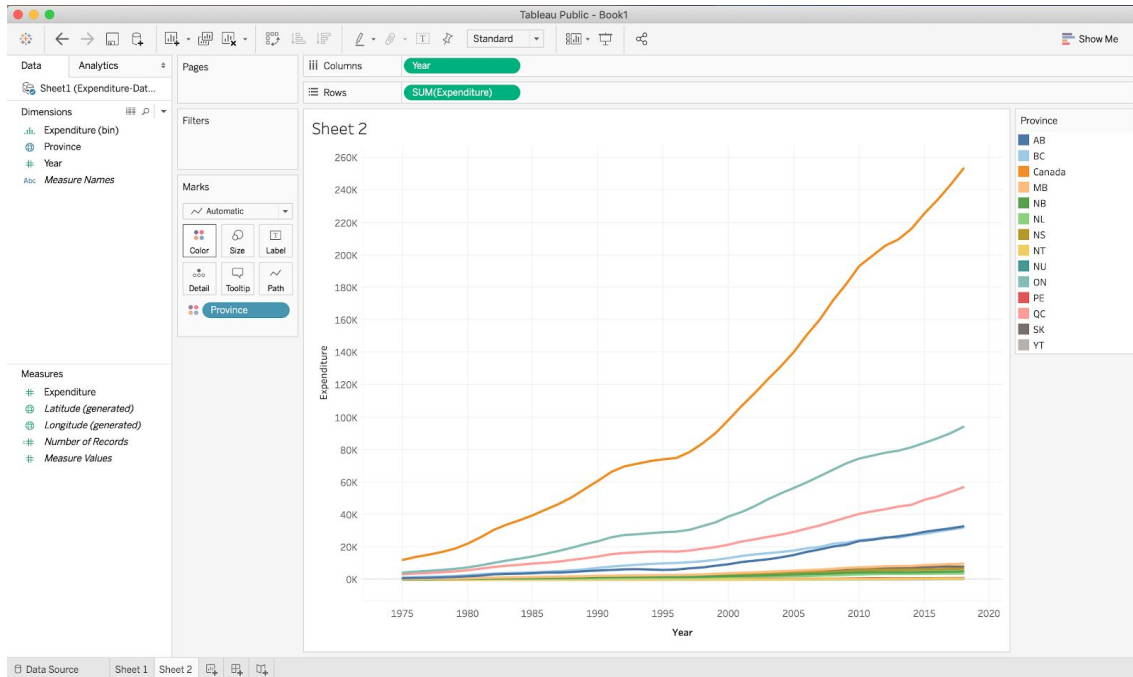 Tableau Public - Book1
Standard
Show Me
Data Analytics
Sheet1 (Expenditure-Dat...
Dimensions
Expenditure (bin)
Province
Year
Abc Measure Names
Measures
Expenditure
Latitude (generated)
Longitude (generated)
Number of Records
Measure Values
Pages
Filters
Marks
Automatic
Color Size Label
Detail Tooltip Path
Province
Columns Year
Rows SUM(Expenditure)
Sheet 2
260K
240K
220K
200K
180K
160K
140K
120K
100K
80K
60K
40K
20K
0K
Expenditure
1975 1980 1985 1990 1995 2000 2005 2010 2015 2020
Year
Province
AB
BC
Canada
MB
NB
NL
NS
NT
NU
ON
PE
QC
SK
YT
Data Source Sheet 1 Sheet 2